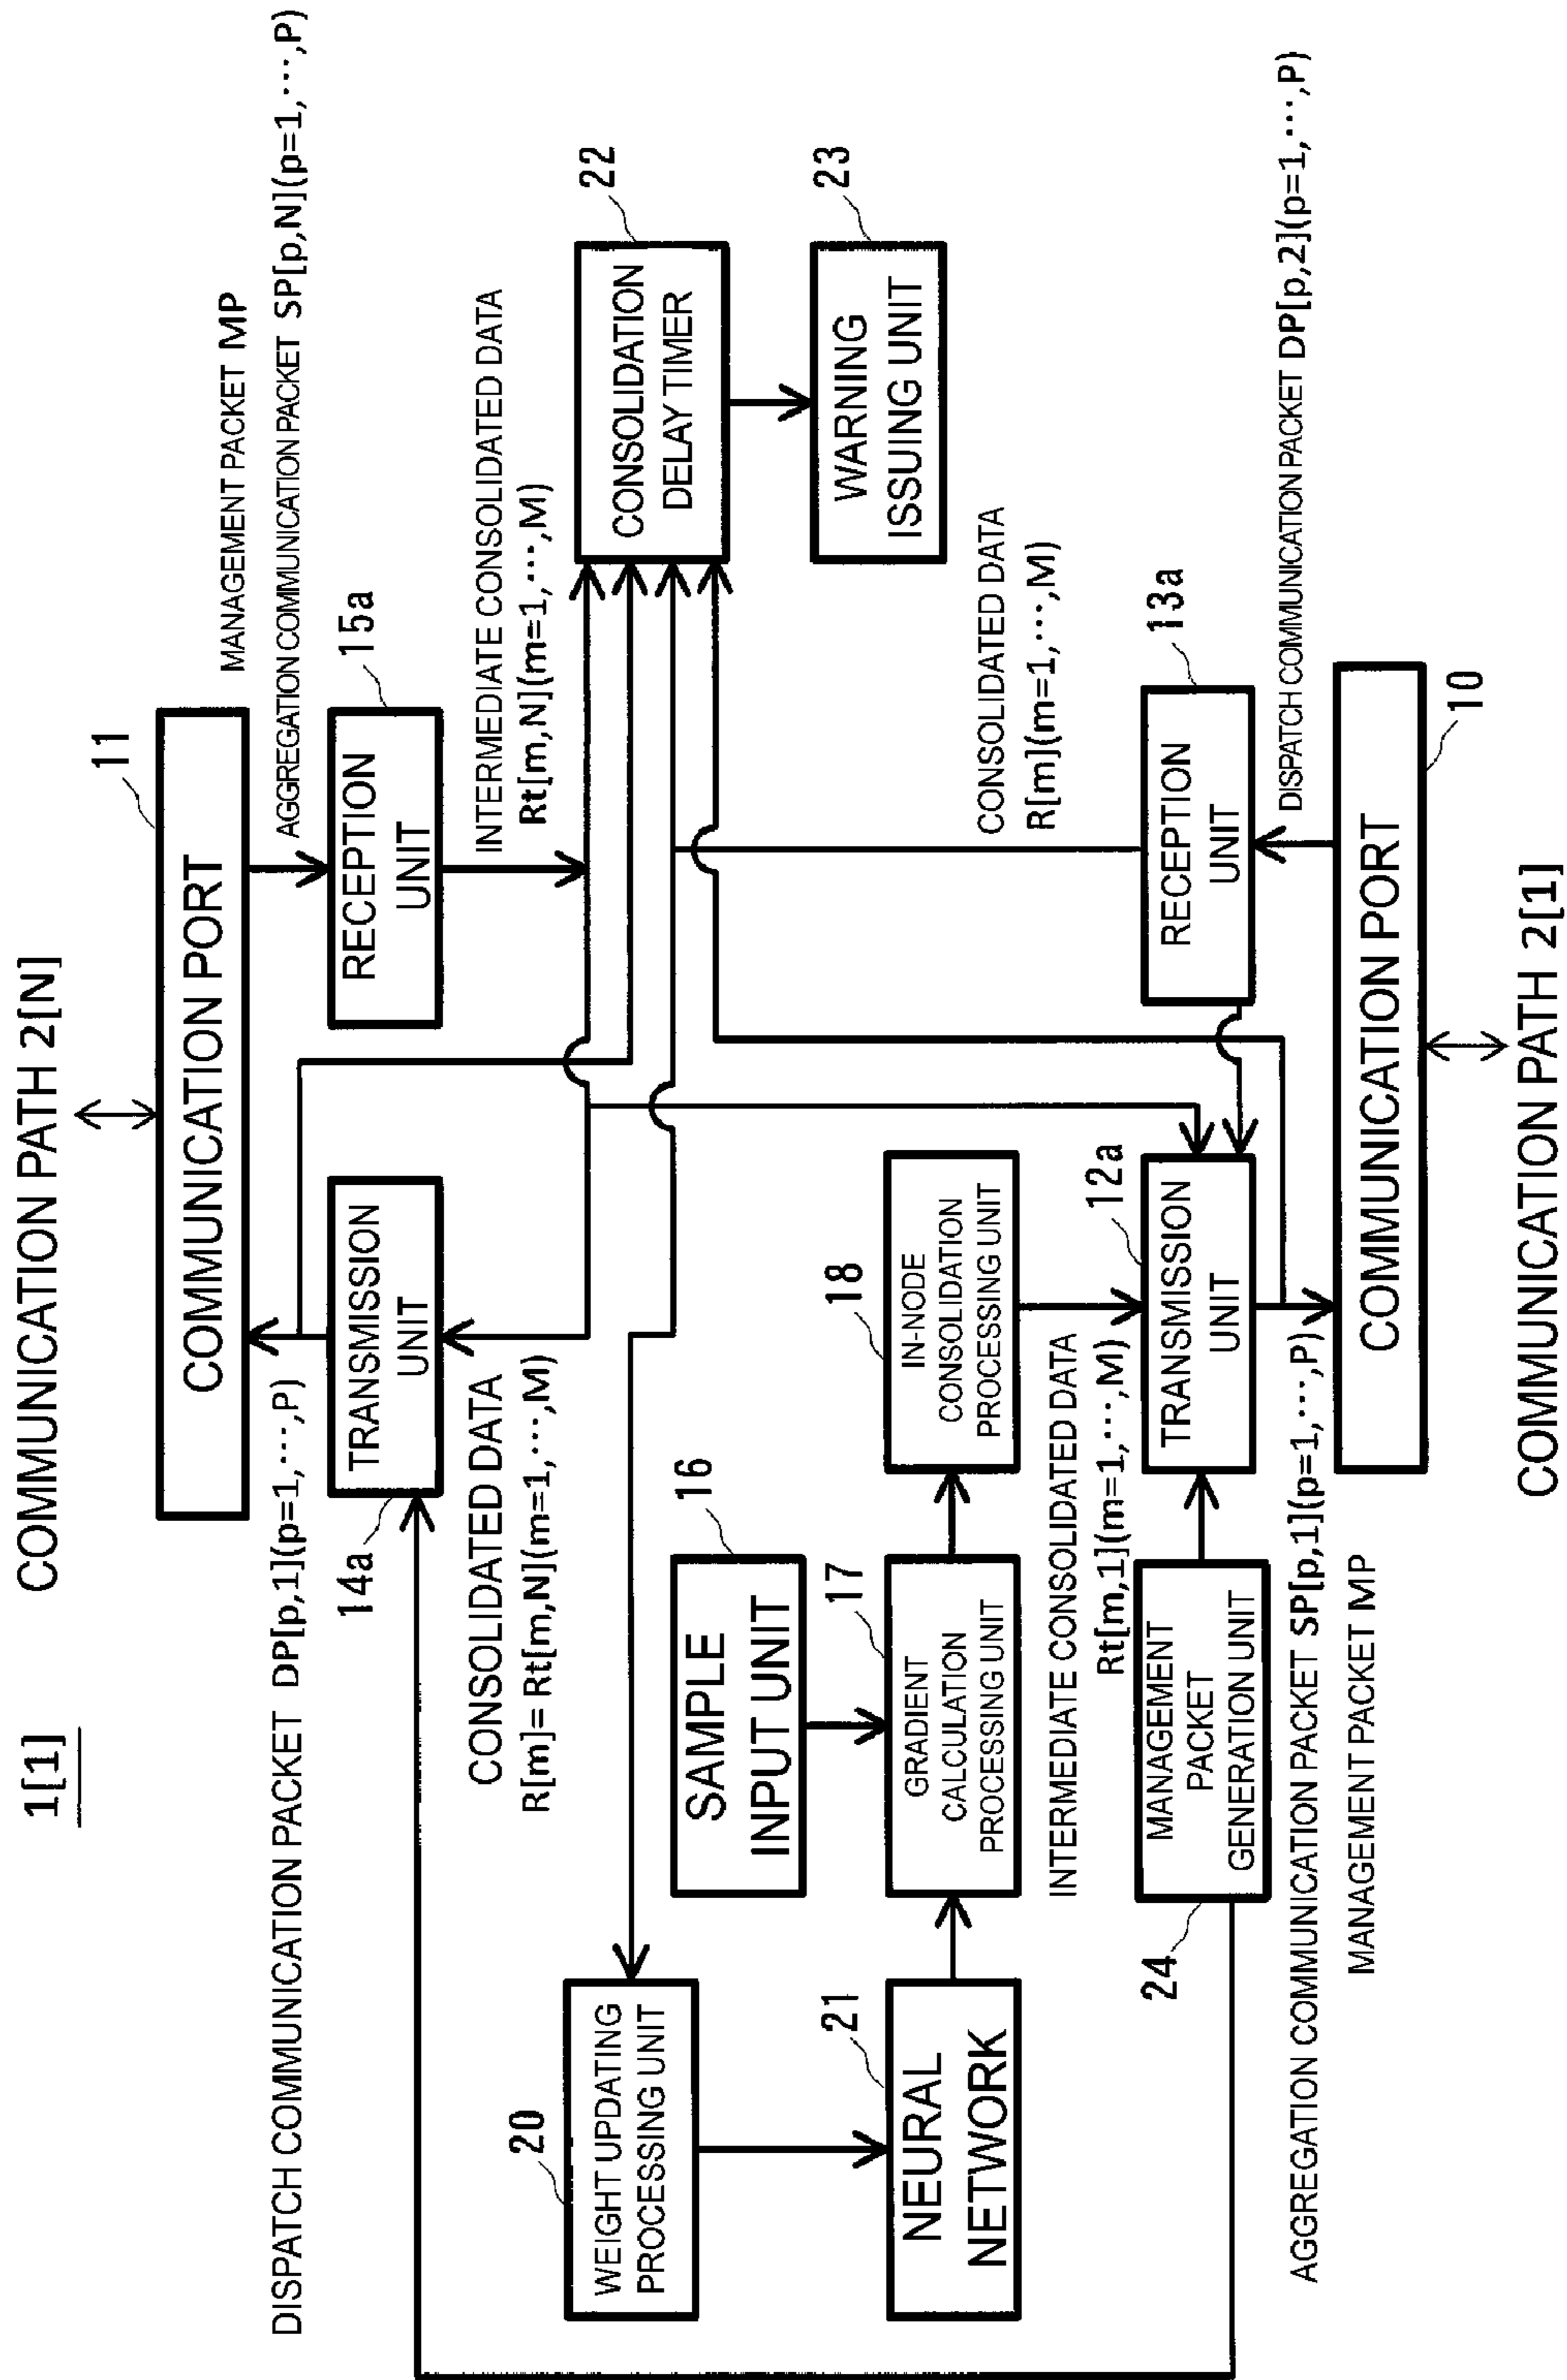 1[1]
COMMUNICATION PATH 2[N]
11
COMMUNICATION PORT
DISPATCH COMMUNICATION PACKET DP[p,1](p=1,⋯,P)
MANAGEMENT PACKET MP
AGGREGATION COMMUNICATION PACKET SP[p,N](p=1,⋯,P)
14a
TRANSMISSION
UNIT
15a
RECEPTION
UNIT
CONSOLIDATED DATA
R[m]= Rt[m,N](m=1,⋯,M)
INTERMEDIATE CONSOLIDATED DATA
Rt[m,N](m=1,⋯,M)
20
WEIGHT UPDATING
PROCESSING UNIT
16
SAMPLE
INPUT UNIT
22
CONSOLIDATION
DELAY TIMER
21
NEURAL
NETWORK
17
GRADIENT
CALCULATION
PROCESSING UNIT
18
IN-NODE
CONSOLIDATION
PROCESSING UNIT
23
WARNING
ISSUING UNIT
INTERMEDIATE CONSOLIDATED DATA
Rt[m,1](m=1,⋯,M)
CONSOLIDATED DATA
R[m](m=1,⋯,M)
24
MANAGEMENT
PACKET
GENERATION UNIT
12a
TRANSMISSION
UNIT
13a
RECEPTION
UNIT
AGGREGATION COMMUNICATION PACKET SP[p,1](p=1,⋯,P)
MANAGEMENT PACKET MP
DISPATCH COMMUNICATION PACKET DP[p,2](p=1,⋯,P)
10
COMMUNICATION PORT
COMMUNICATION PATH 2[1]